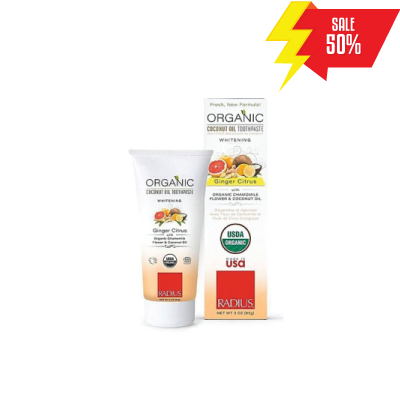 SALE
50%
Fresh, New Formula!
ORGANIC
COCONUT OIL TOOTHPASTE
WHITENING
Ginger Citrus
with
ORGANIC CHAMOMILE
FLOWER & COCONUT OIL
USDA
ORGANIC
USA
RADIUS
NET WT 3 OZ
ORGANIC
COCONUT OIL TOOTHPASTE
WHITENING
Ginger Citrus
with
Organic Chamomile
Flower & Coconut Oil
USDA
ORGANIC
RADIUS